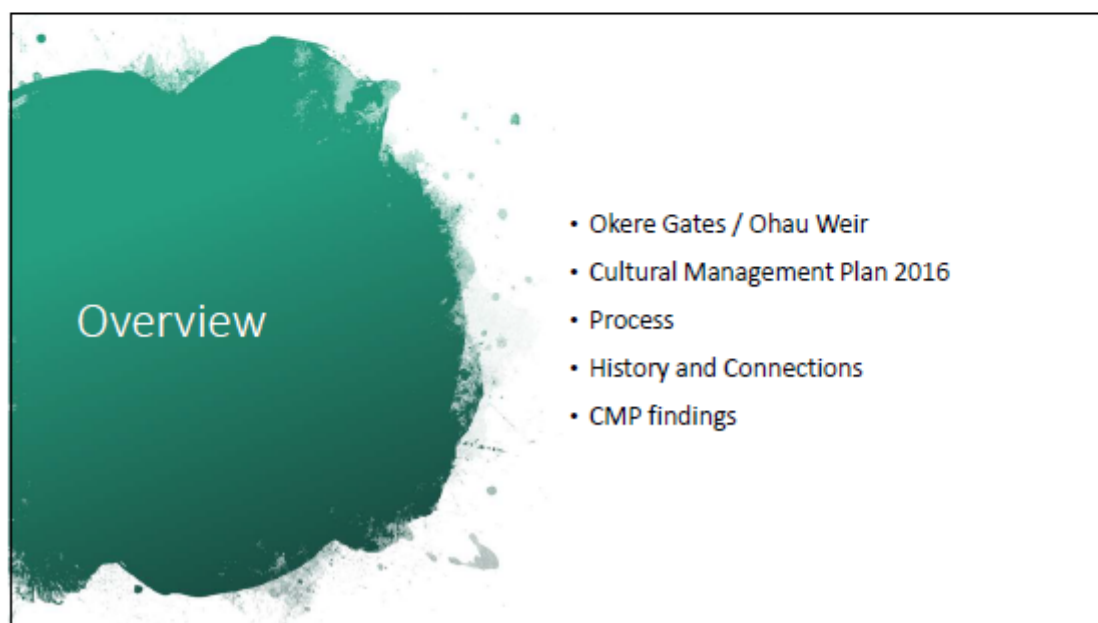 Overview
• Okere Gates / Ohau Weir
• Cultural Management Plan 2016
• Process
• History and Connections
• CMP findings